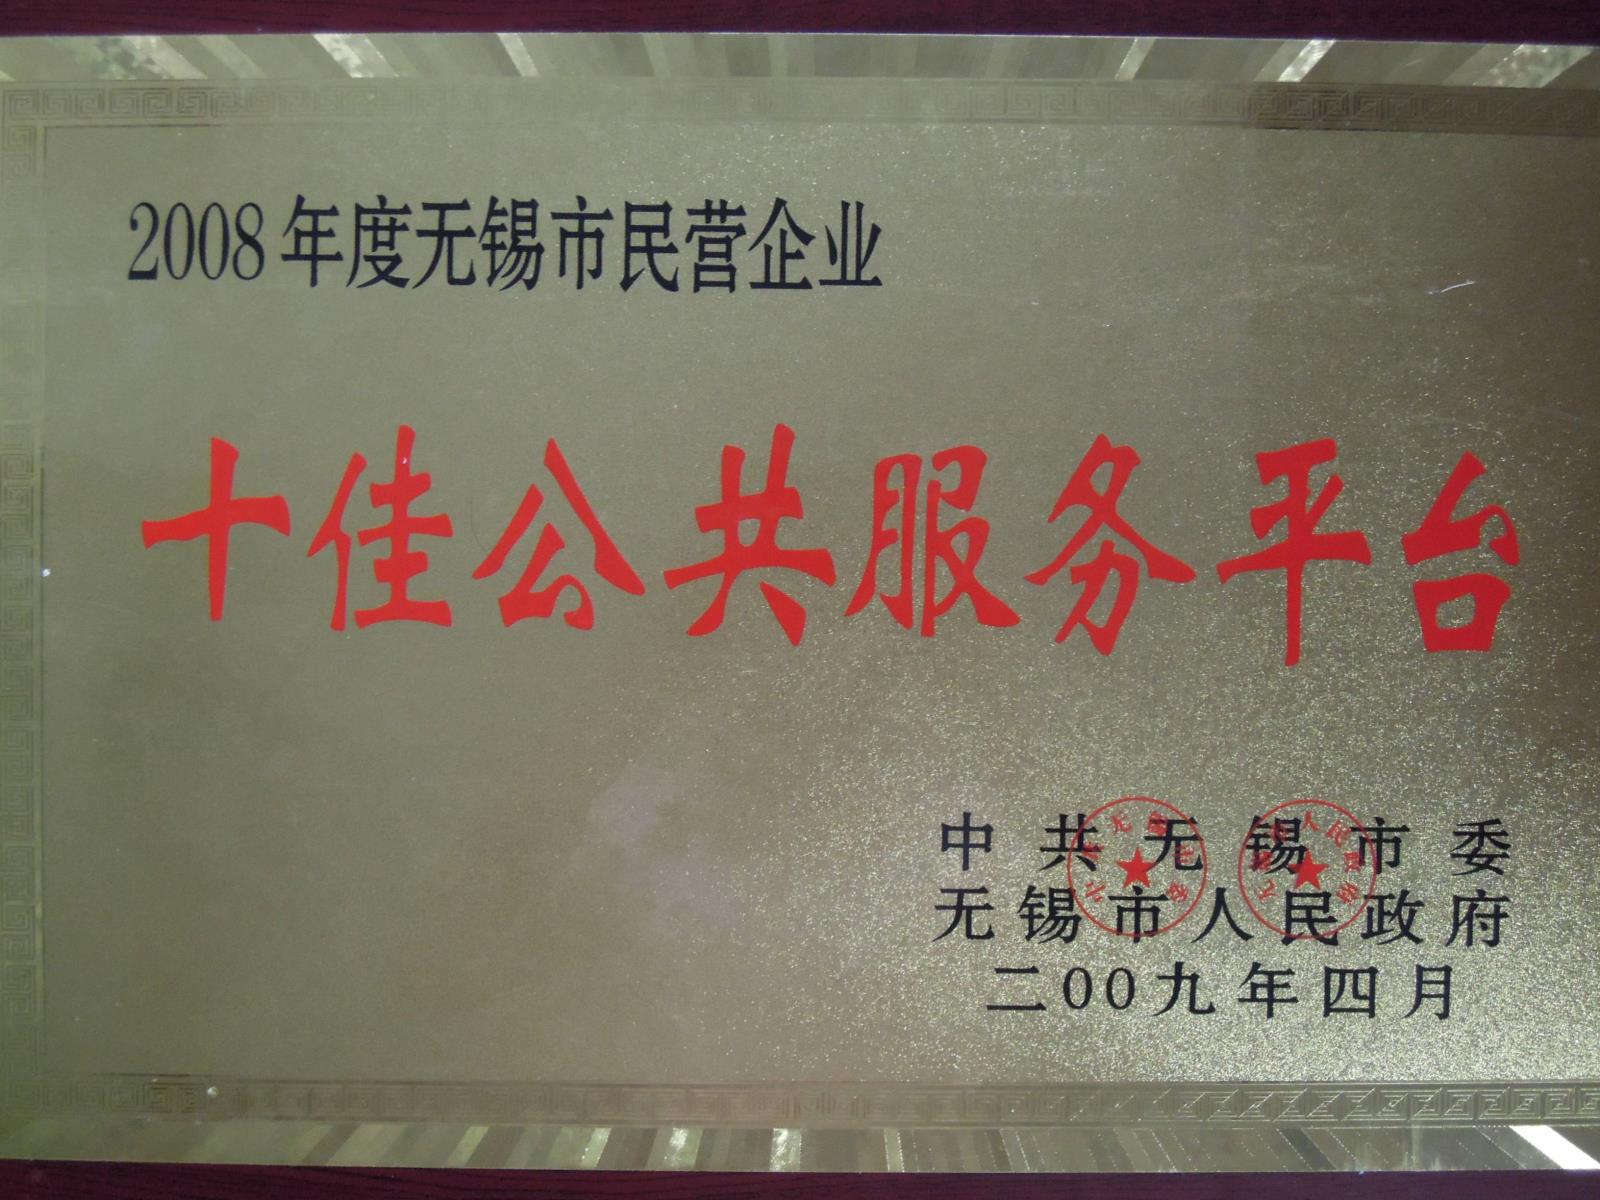 2008年度无锡市民营企业
十佳公共服务平台
中共无锡市委
无锡市人民政府
二00九年四月